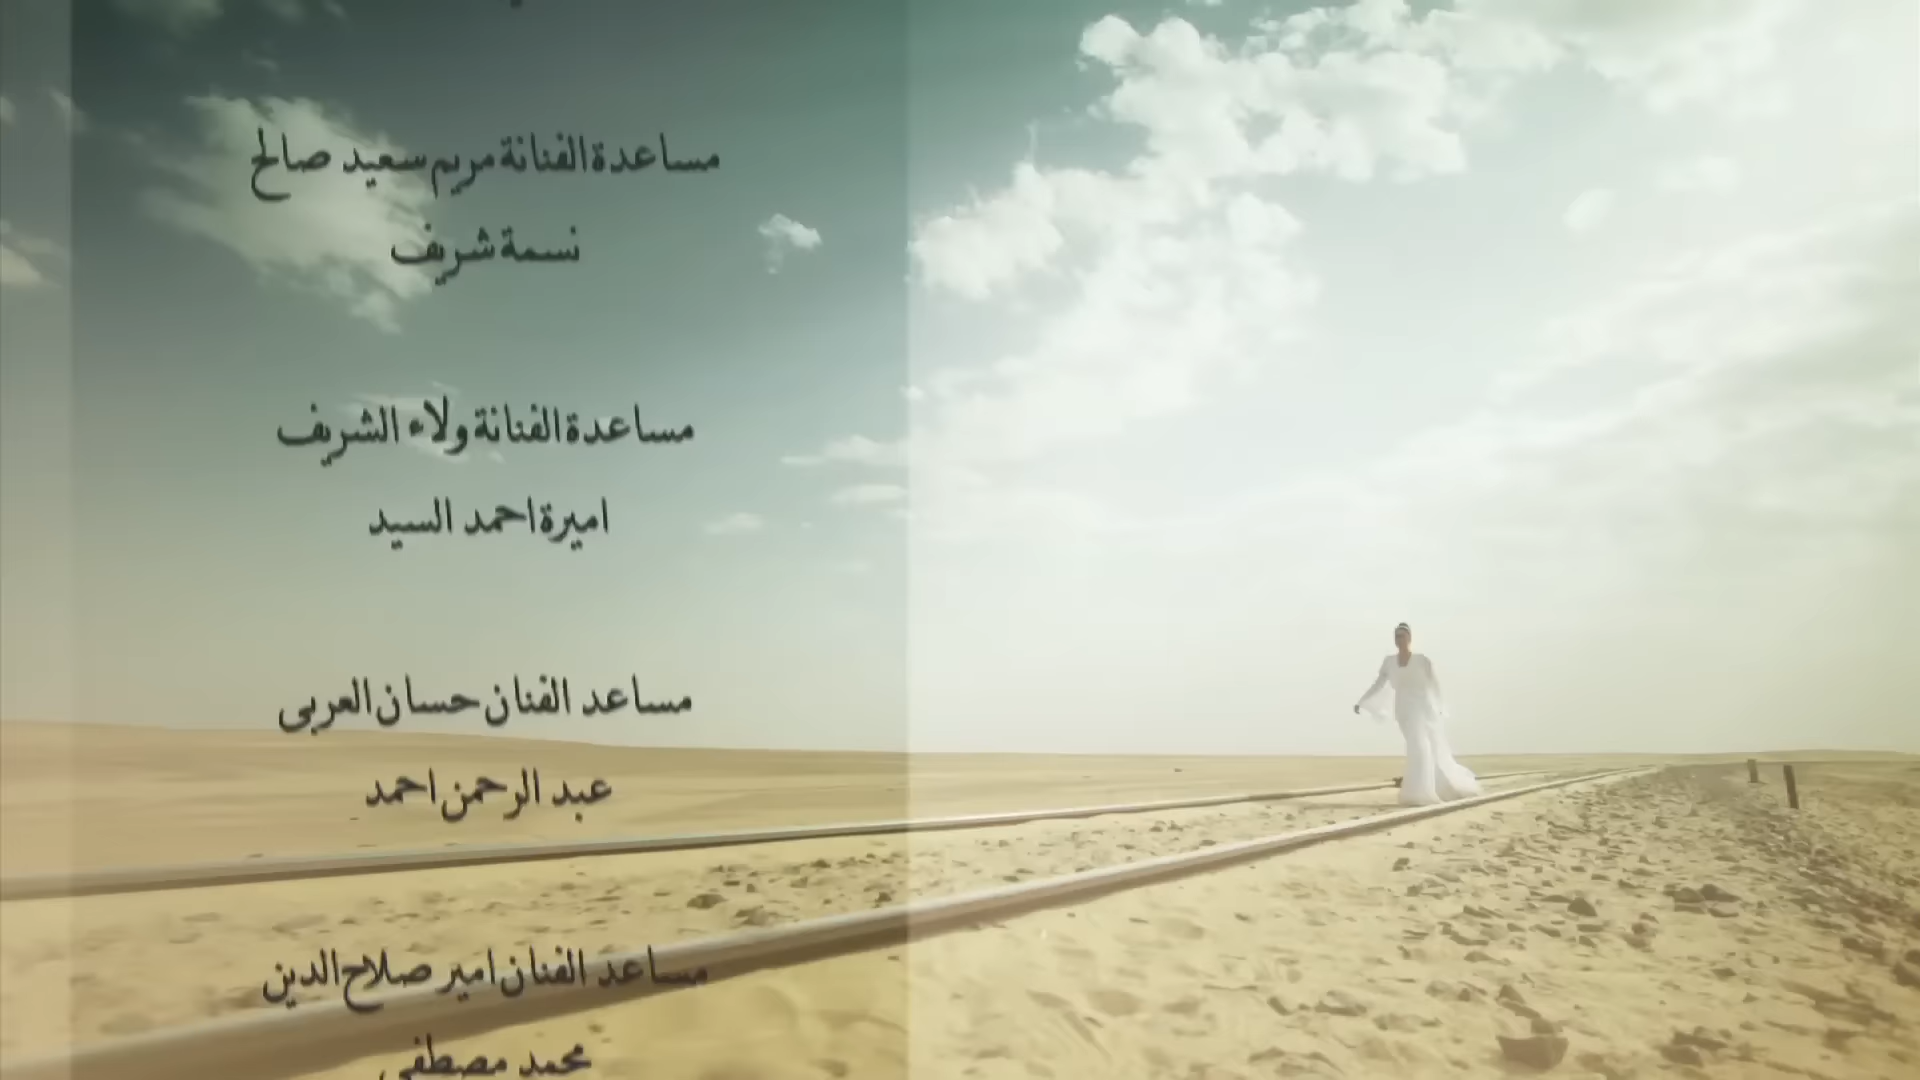 مساعدة الفنانة مريم سعيد صالح
نسمة شريف
مساعدة الفنانة ولاء الشريف
اميرة احمد السيد
مساعد الفنان حسان العربى
عبد الرحمن احمد
مساعد الفنان امير صلاح الدين
محمد مصطفى